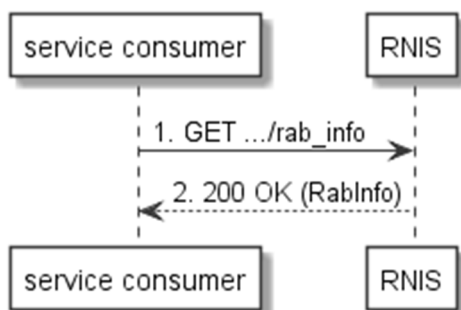 service consumer
RNIS
1. GET .../rab_info
2. 200 OK (RabInfo)
service consumer
RNIS